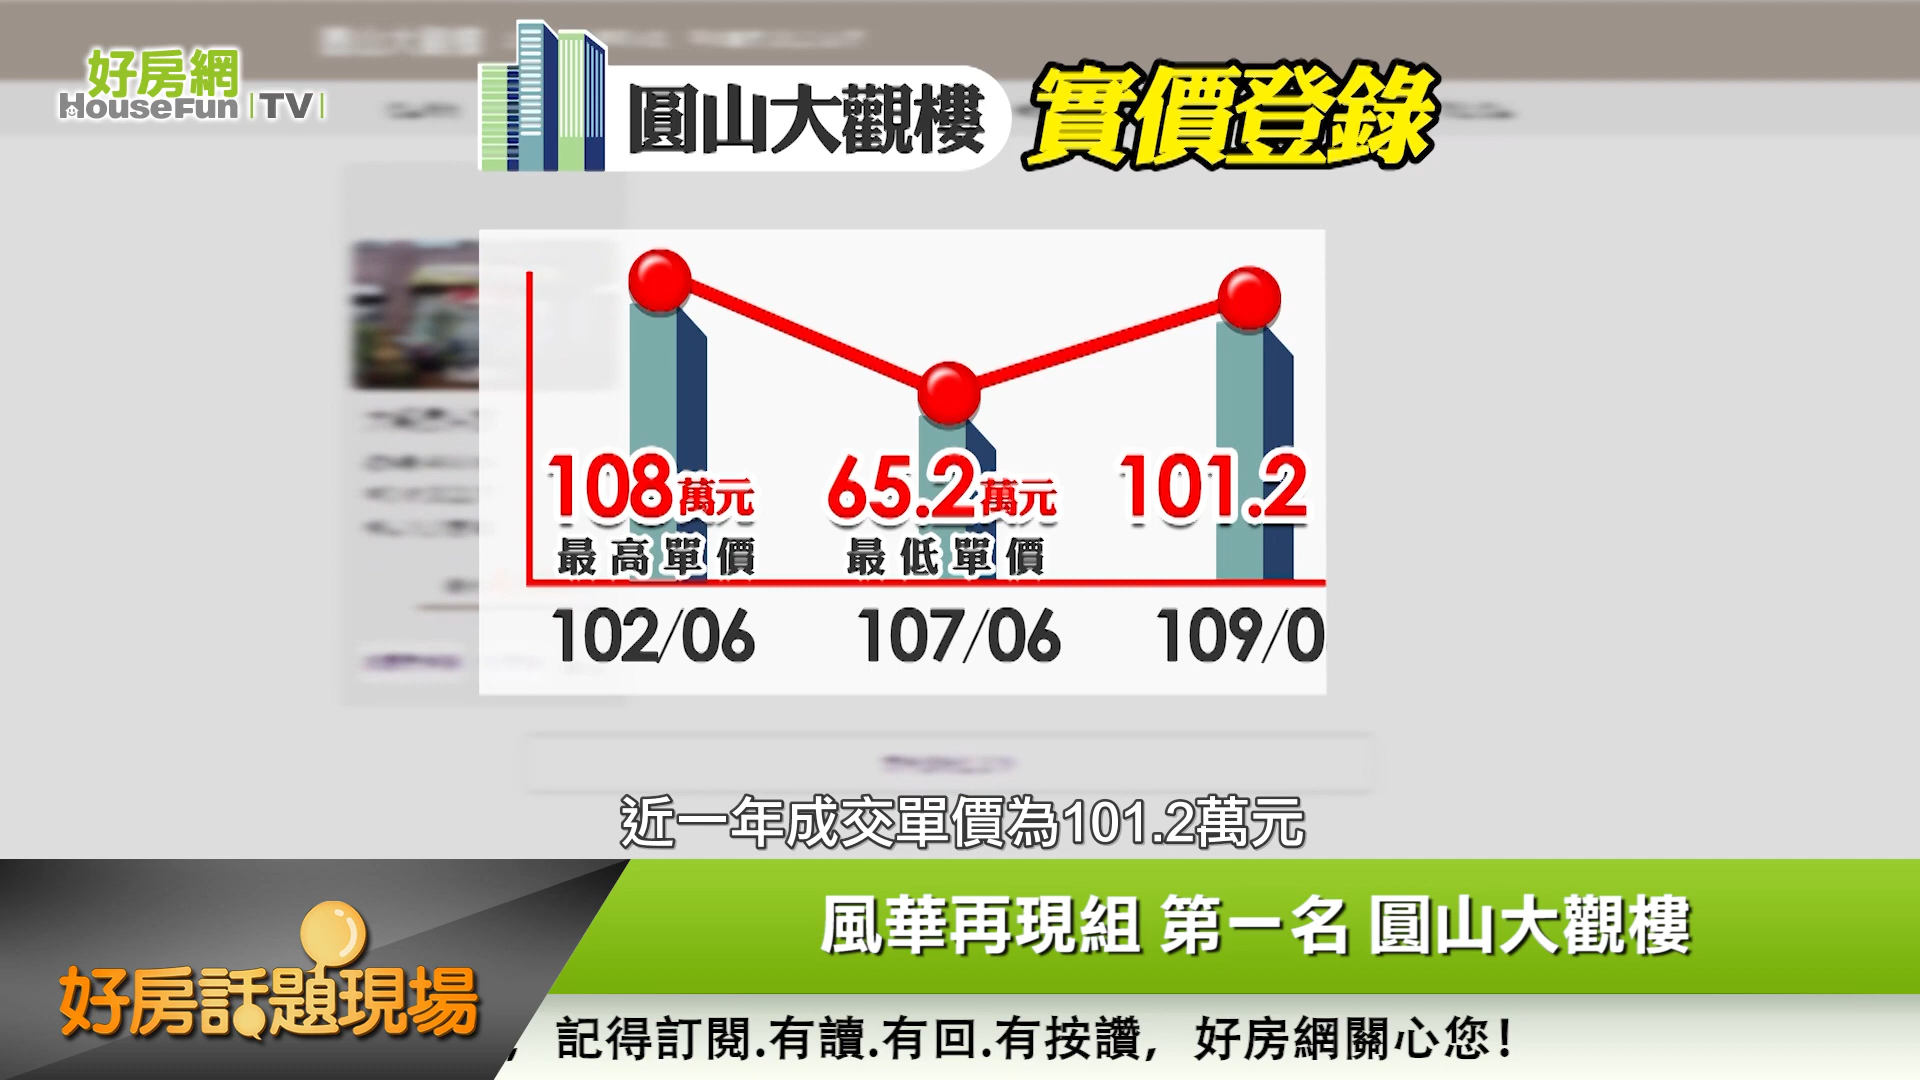 好房網
HouseFun TV
圓山大觀樓
實價登錄
108萬元
65.2萬元
101.2
最高單價
最低單價
102/06
107/06
109/0
近一年成交單價為101.2萬元
風華再現組 第一名 圓山大觀樓
好房話題現場
，記得訂閱.有讀.有回.有按讚，好房網關心您！